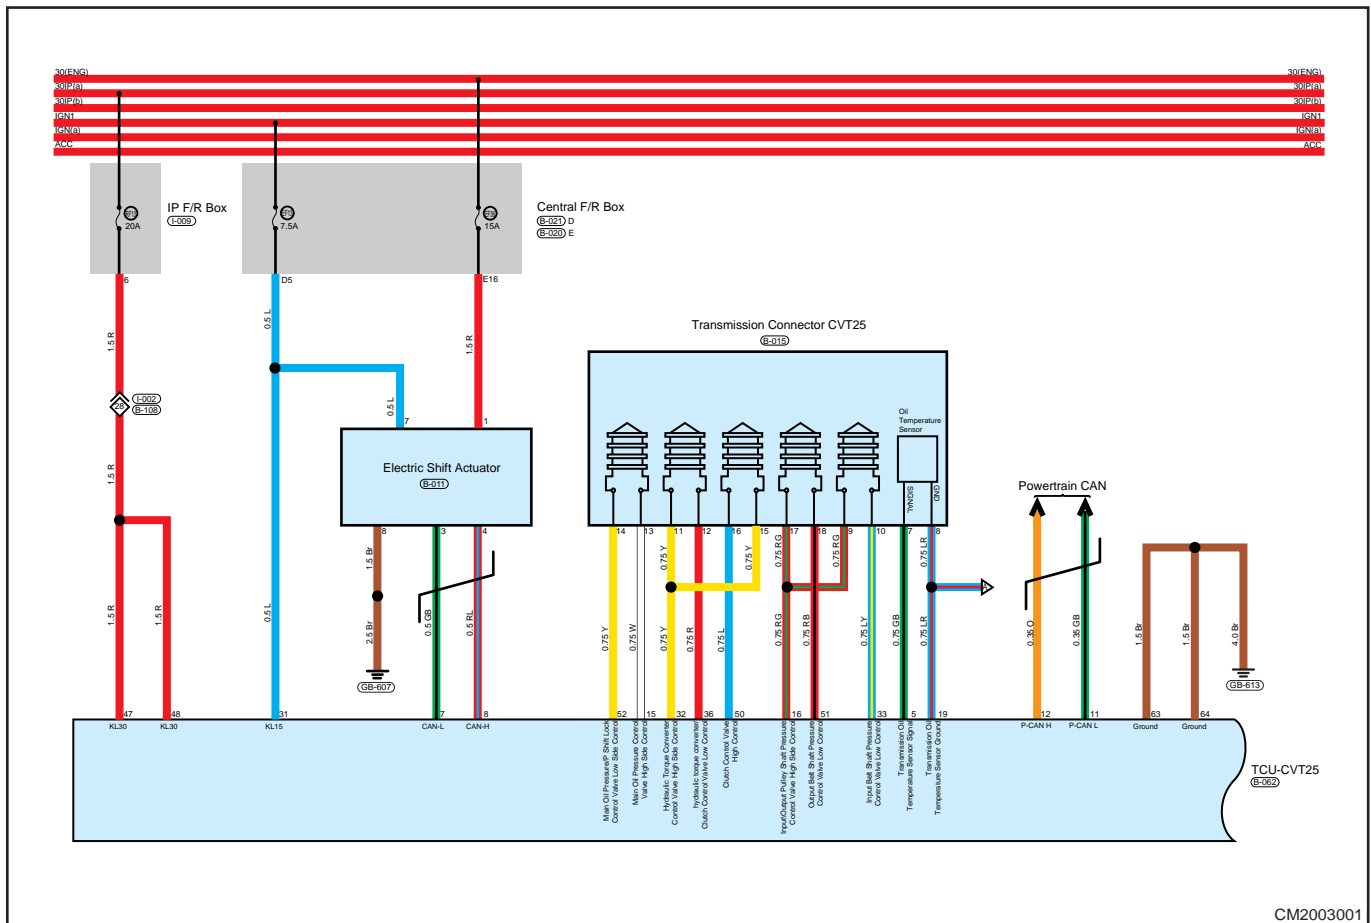 30(ENG) 30(ENG)
30IP(a) 30IP(a)
30IP(b) 30IP(b)
IGN1 IGN1
IGN(a) IGN(a)
ACC ACC
20A
IP F/R Box
I-009
7.5A
15A
Central F/R Box
B-021 D
B-020 E
6
D5
E16
1.5 R
0.5 L
1.5 R
Transmission Connector CVT25
B-015
28
I-002
B-108
0.5 L
7
1
Electric Shift Actuator
B-011
Oil
Temperature
Sensor
SIGNAL
GND
1.5 R
Powertrain CAN
8
3
4
14
13
11
12
16
15
17
18
9
10
7
8
1.5 Br
0.75 Y
0.75 Y
0.75 RG
0.75 RG
0.75 LR
1.5 R
1.5 R
0.5 L
2.5 Br
0.5 GB
0.5 RL
0.75 Y
0.75 W
0.75 Y
0.75 R
0.75 L
0.75 RG
0.75 RB
0.75 LY
0.75 GB
0.75 LR
0.35 O
0.35 GB
1.5 Br
1.5 Br
4.0 Br
GB-607
GB-613
47
48
31
7
8
52
15
32
36
50
16
51
33
5
19
12
11
63
64
KL30
KL30
KL15
CAN-L
CAN-H
Main Oil Pressure/P Shift Lock
Control Valve Low Side Control
Main Oil Pressure Control
Valve High Side Control
Hydraulic Torque Converter
Control Valve High Side Control
hydraulic torque converter/
Clutch Control Valve Low Control
Clutch Control Valve
High Control
Input\Output Pulley Shaft Pressure
Control Valve High Side Control
Output Belt Shaft Pressure
Control Valve Low Control
Input Belt Shaft Pressure
Control Valve Low Control
Transmission Oil
Temperature Sensor Signal
Transmission Oil
Temperature Sensor Ground
P-CAN H
P-CAN L
Ground
Ground
TCU-CVT25
B-062
CM2003001